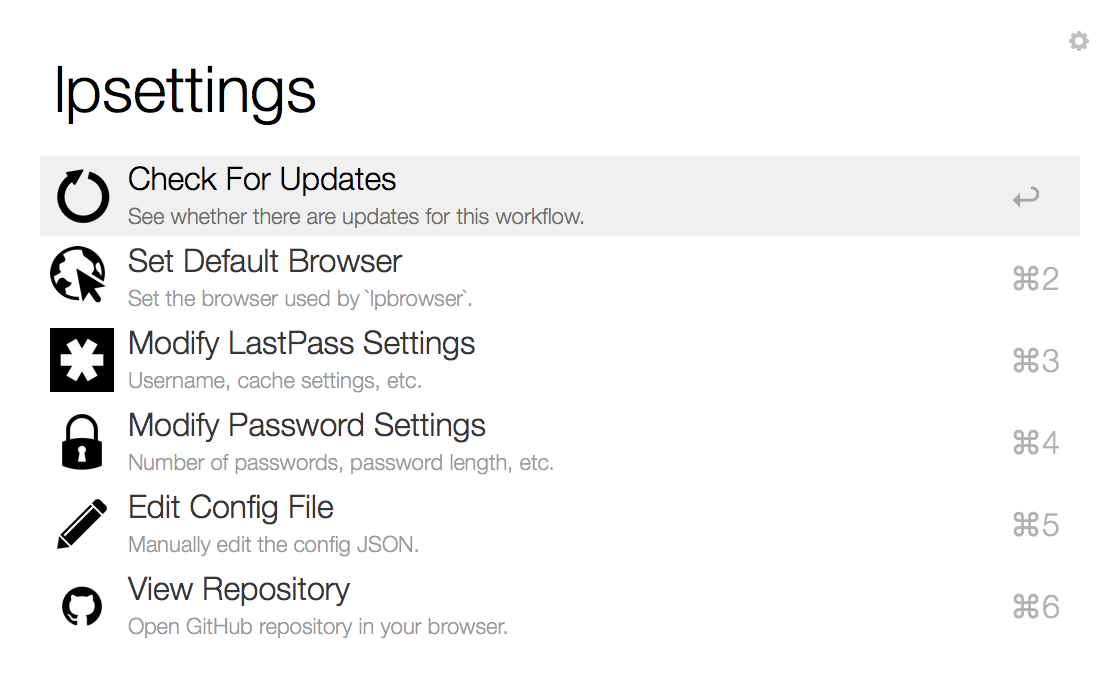 lpsettings
Check For Updates
See whether there are updates for this workflow.
↩
Set Default Browser
Set the browser used by `lpbrowser`.
⌘2
Modify LastPass Settings
Username, cache settings, etc.
⌘3
Modify Password Settings
Number of passwords, password length, etc.
⌘4
Edit Config File
Manually edit the config JSON.
⌘5
View Repository
Open GitHub repository in your browser.
⌘6